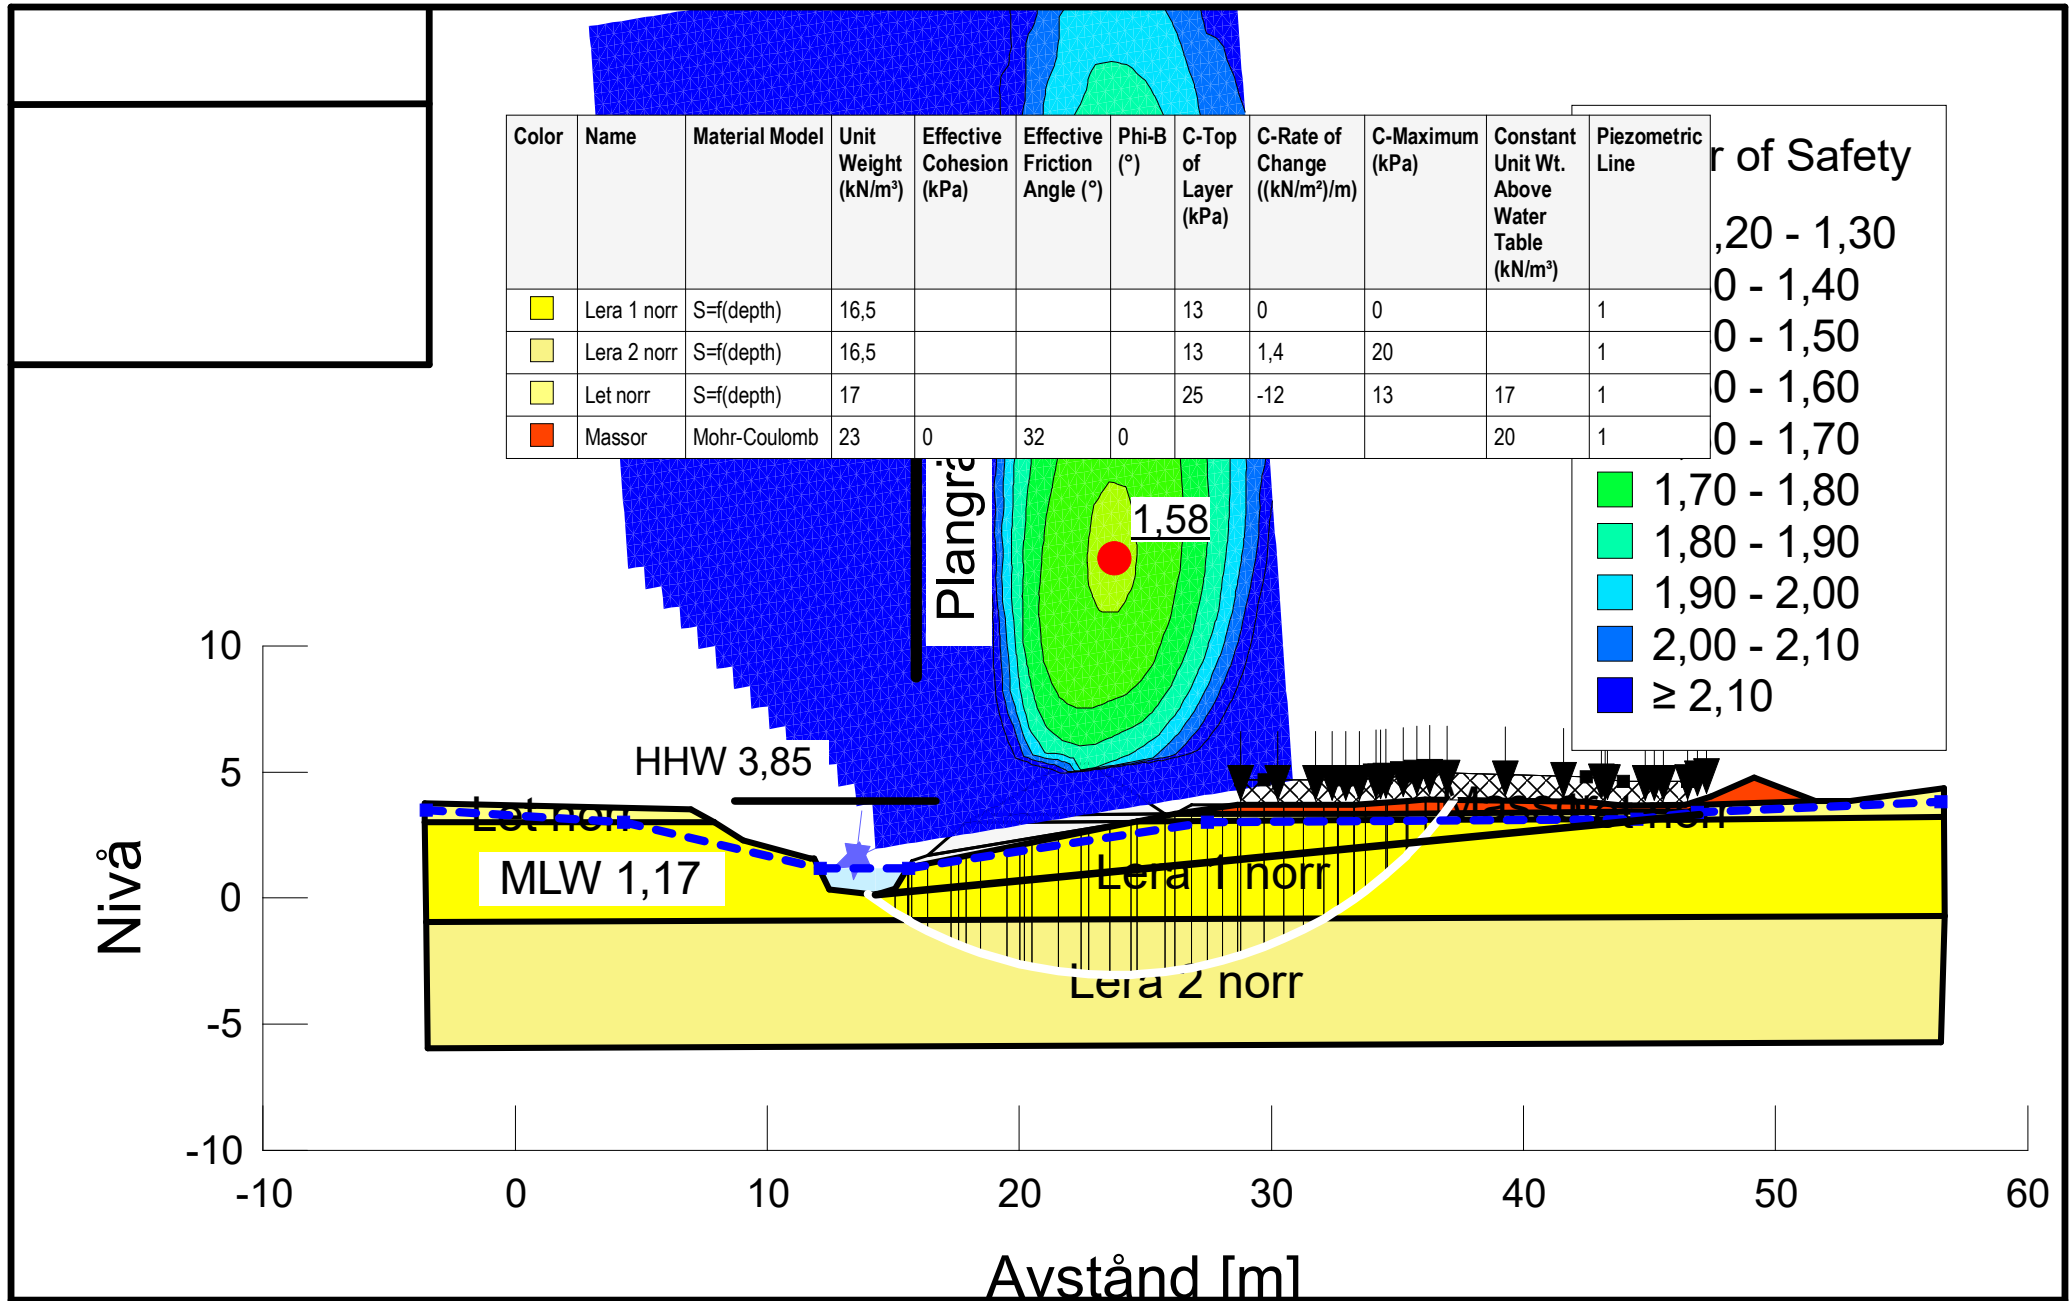 Color Name Material Model Unit Weight (kN/m³) Effective Cohesion (kPa) Effective Friction Angle (°) Phi-B (°) C-Top of Layer (kPa) C-Rate of Change ((kN/m²)/m) C-Maximum (kPa) Constant Unit Wt. Above Water Table (kN/m³) Piezometric Line
Lera 1 norr S=f(depth) 16,5 13 0 0 1
Lera 2 norr S=f(depth) 16,5 13 1,4 20 1
Let norr S=f(depth) 17 25 -12 13 17 1
Massor Mohr-Coulomb 23 0 32 0 20 1
r of Safety
,20 - 1,30
0 - 1,40
0 - 1,50
0 - 1,60
0 - 1,70
1,70 - 1,80
1,80 - 1,90
1,90 - 2,00
2,00 - 2,10
≥ 2,10
Plangrä
1,58
HHW 3,85
MLW 1,17
Let norr
Lera 1 norr
Lera 2 norr
Nivå
10
5
0
-5
-10
-10 0 10 20 30 40 50 60
Avstånd [m]